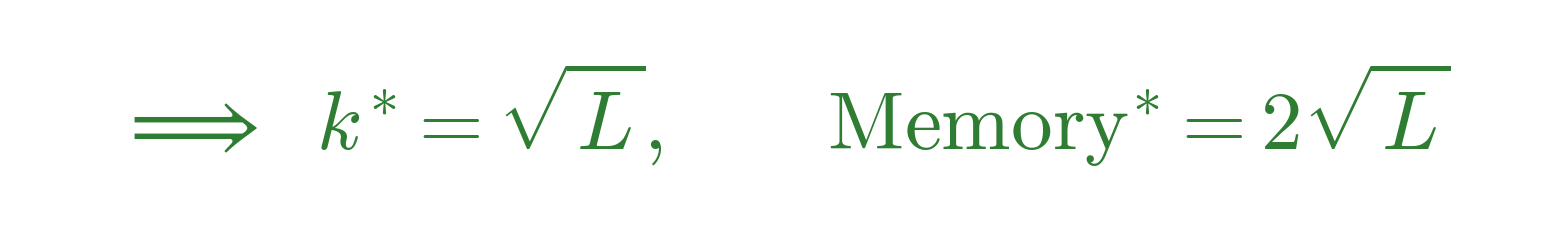 ⟹ k* = √L, Memory* = 2√L